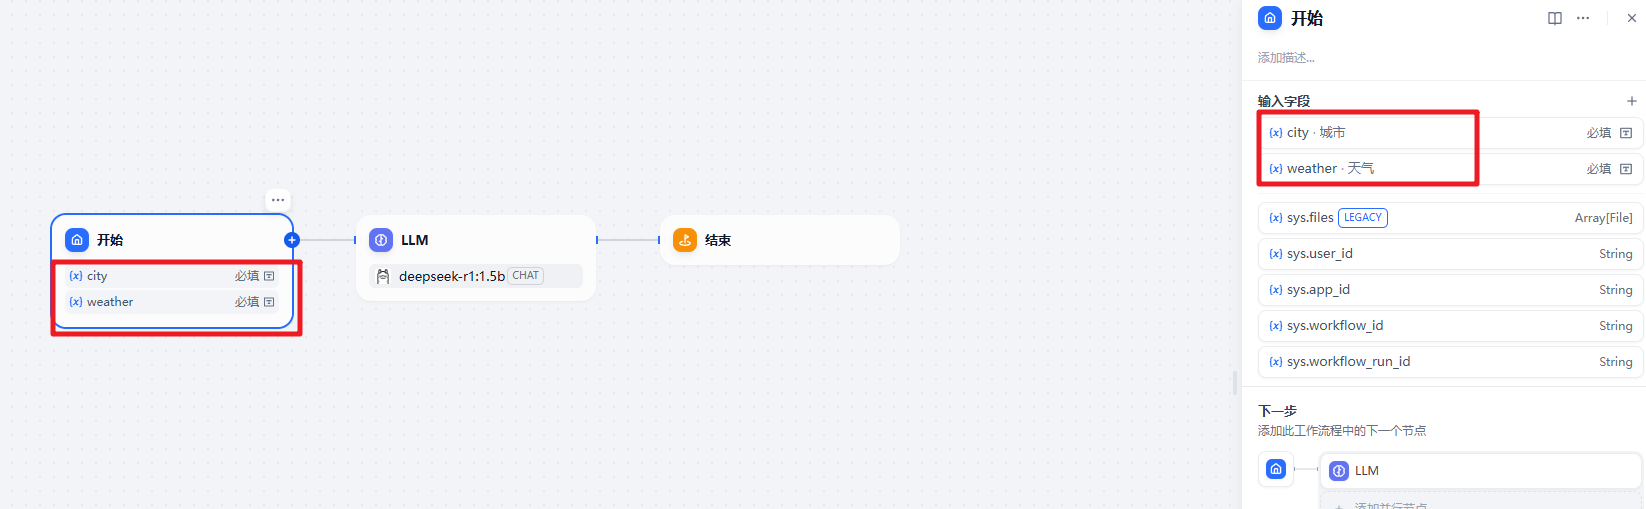 开始
city 必填
weather 必填
LLM
deepseek-r1:1.5b CHAT
结束
开始
添加描述...
输入字段
{x} city · 城市 必填
{x} weather · 天气 必填
{x} sys.files LEGACY Array[File]
{x} sys.user_id String
{x} sys.app_id String
{x} sys.workflow_id String
{x} sys.workflow_run_id String
下一步
添加此工作流程中的下一个节点
LLM
添加并行节点